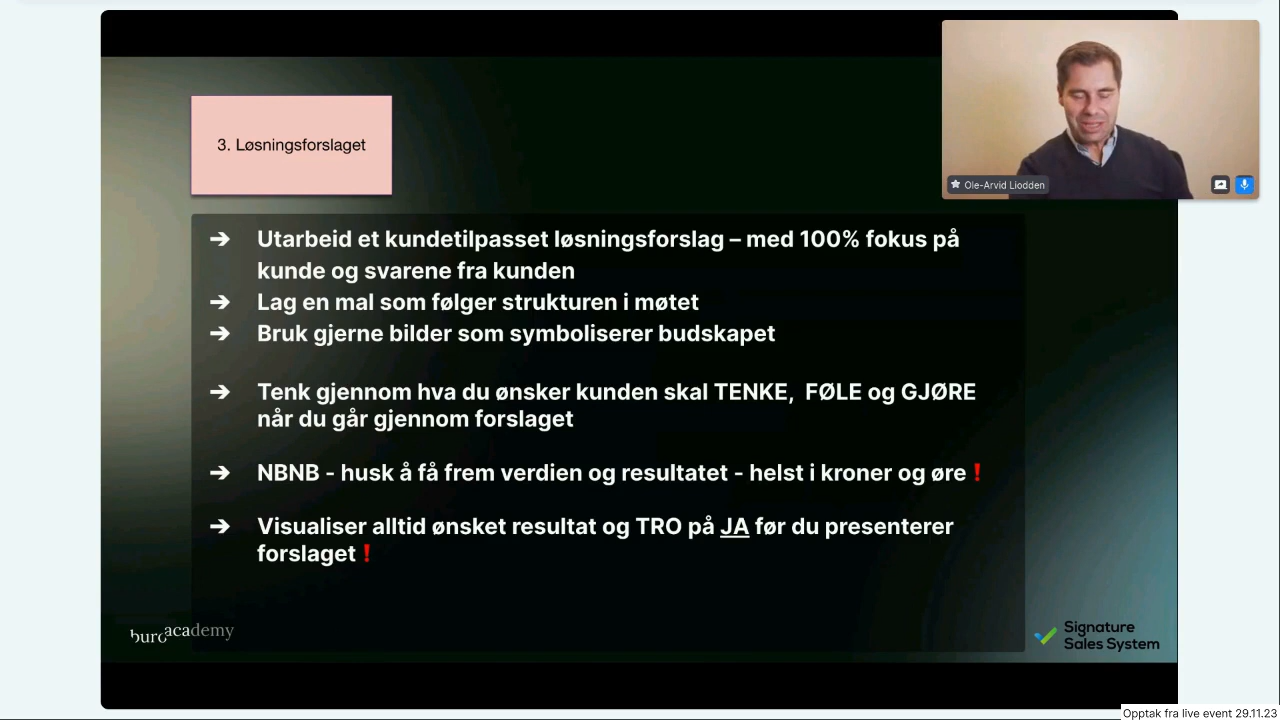 3. Løsningsforslaget
Ole-Arvid Liodden
➔ Utarbeid et kundetilpasset løsningsforslag – med 100% fokus på
kunde og svarene fra kunden
➔ Lag en mal som følger strukturen i møtet
➔ Bruk gjerne bilder som symboliserer budskapet
➔ Tenk gjennom hva du ønsker kunden skal TENKE,  FØLE og GJØRE
når du går gjennom forslaget
➔ NBNB - husk å få frem verdien og resultatet - helst i kroner og øre ❗
➔ Visualiser alltid ønsket resultat og TRO på JA før du presenterer
forslaget ❗
buroacademy
Signature
Sales System
Opptak fra live event 29.11.23